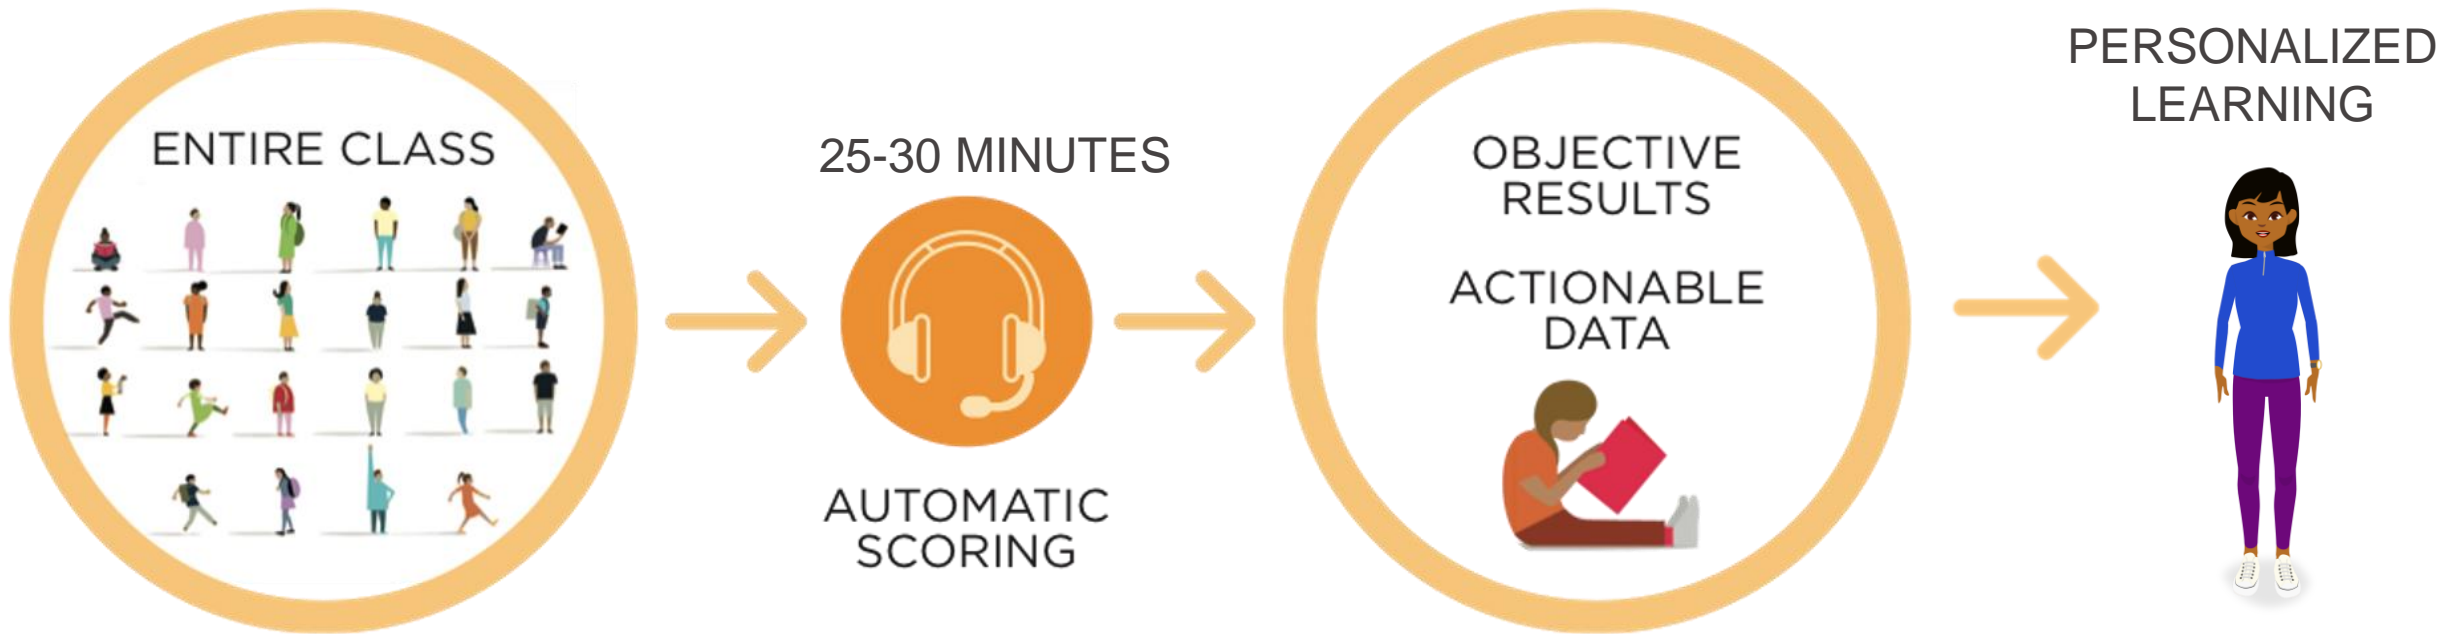 ENTIRE CLASS
25-30 MINUTES
AUTOMATIC
SCORING
OBJECTIVE
RESULTS
ACTIONABLE
DATA
PERSONALIZED
LEARNING